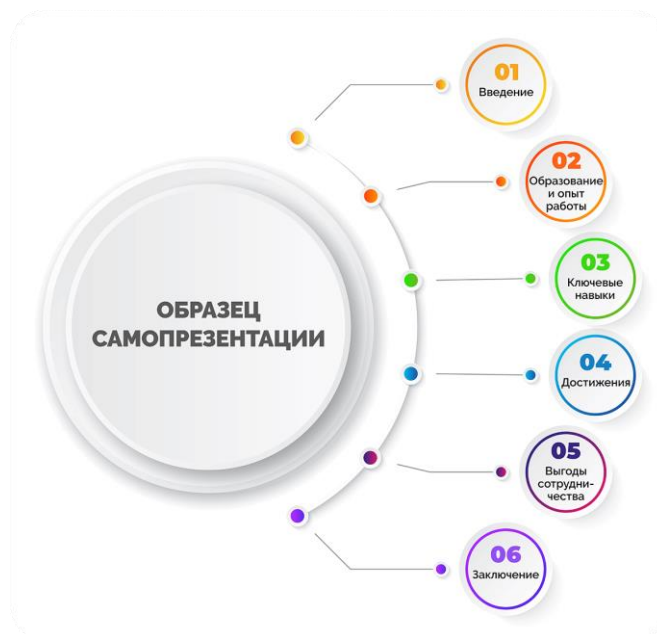 ОБРАЗЕЦ
САМОПРЕЗЕНТАЦИИ
01
Введение
02
Образование
и опыт
работы
03
Ключевые
навыки
04
Достижения
05
Выгоды
сотрудни-
чества
06
Заключение